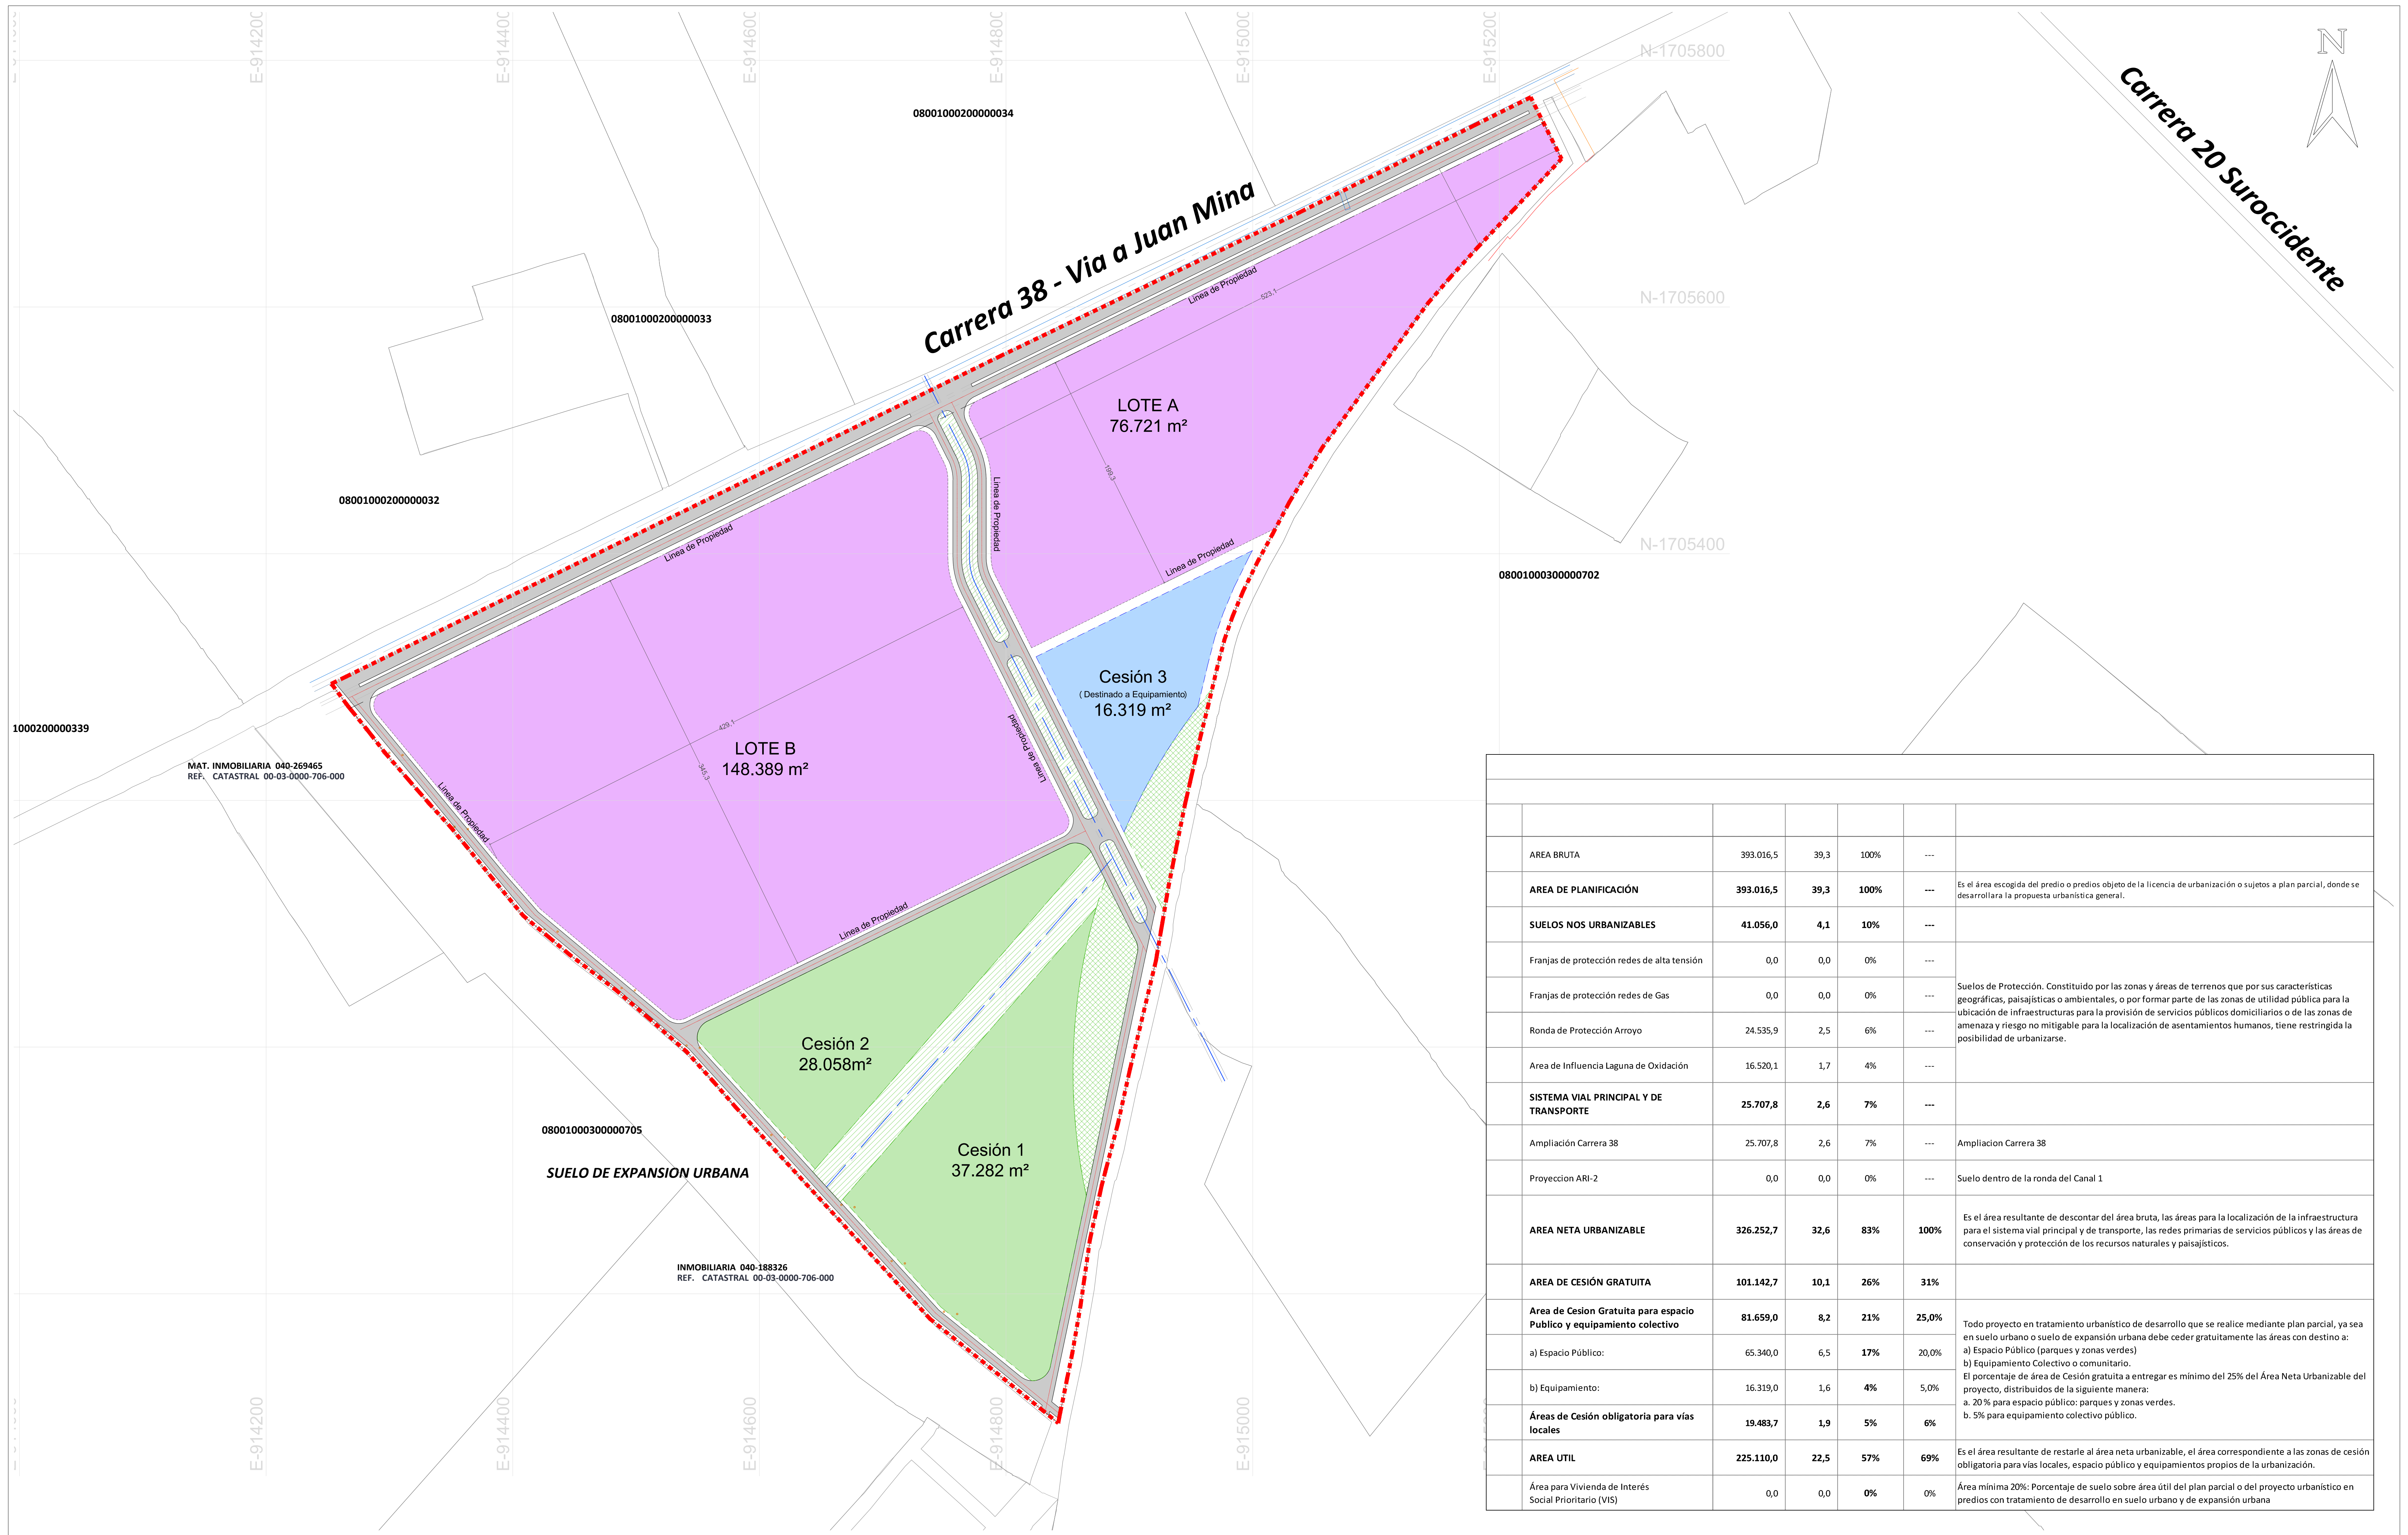 E-914200
E-914400
E-914600
E-914800
E-915000
E-915200
N-1705800
N
Carrera 20 Suroccidente
08001000200000034
Carrera 38 - Via a Juan Mina
Linea de Propiedad
523.1
N-1705600
08001000200000033
LOTE A
76.721 m²
199.3
08001000200000032
Linea de Propiedad
Linea de Propiedad
Linea de Propiedad
N-1705400
08001000300000702
Cesión 3
( Destinado a Equipamiento)
16.319 m²
1000200000339
MAT. INMOBILIARIA 040-269465
REF. CATASTRAL 00-03-0000-706-000
429.1
LOTE B
148.389 m²
345.3
Linea de Propiedad
Linea de Propiedad
Linea de Propiedad
Cesión 2
28.058m²
08001000300000705
SUELO DE EXPANSION URBANA
Cesión 1
37.282 m²
INMOBILIARIA 040-188326
REF. CATASTRAL 00-03-0000-706-000
E-914200
E-914400
E-914600
E-914800
E-915000
AREA BRUTA 393.016,5 39,3 100% ---
AREA DE PLANIFICACIÓN 393.016,5 39,3 100% ---
Es el área escogida del predio o predios objeto de la licencia de urbanización o sujetos a plan parcial, donde se
desarrollara la propuesta urbanística general.
SUELOS NOS URBANIZABLES 41.056,0 4,1 10% ---
Franjas de protección redes de alta tensión 0,0 0,0 0% ---
Franjas de protección redes de Gas 0,0 0,0 0% ---
Ronda de Protección Arroyo 24.535,9 2,5 6% ---
Area de Influencia Laguna de Oxidación 16.520,1 1,7 4% ---
Suelos de Protección. Constituido por las zonas y áreas de terrenos que por sus características
geográficas, paisajísticas o ambientales, o por formar parte de las zonas de utilidad pública para la
ubicación de infraestructuras para la provisión de servicios públicos domiciliarios o de las zonas de
amenaza y riesgo no mitigable para la localización de asentamientos humanos, tiene restringida la
posibilidad de urbanizarse.
SISTEMA VIAL PRINCIPAL Y DE
TRANSPORTE 25.707,8 2,6 7% ---
Ampliación Carrera 38 25.707,8 2,6 7% --- Ampliacion Carrera 38
Proyeccion ARI-2 0,0 0,0 0% --- Suelo dentro de la ronda del Canal 1
AREA NETA URBANIZABLE 326.252,7 32,6 83% 100%
Es el área resultante de descontar del área bruta, las áreas para la localización de la infraestructura
para el sistema vial principal y de transporte, las redes primarias de servicios públicos y las áreas de
conservación y protección de los recursos naturales y paisajísticos.
AREA DE CESIÓN GRATUITA 101.142,7 10,1 26% 31%
Area de Cesion Gratuita para espacio
Publico y equipamiento colectivo 81.659,0 8,2 21% 25,0%
a) Espacio Público: 65.340,0 6,5 17% 20,0%
b) Equipamiento: 16.319,0 1,6 4% 5,0%
Áreas de Cesión obligatoria para vías
locales 19.483,7 1,9 5% 6%
Todo proyecto en tratamiento urbanístico de desarrollo que se realice mediante plan parcial, ya sea
en suelo urbano o suelo de expansión urbana debe ceder gratuitamente las áreas con destino a:
a) Espacio Público (parques y zonas verdes)
b) Equipamiento Colectivo o comunitario.
El porcentaje de área de Cesión gratuita a entregar es mínimo del 25% del Área Neta Urbanizable del
proyecto, distribuidos de la siguiente manera:
a. 20 % para espacio público: parques y zonas verdes.
b. 5% para equipamiento colectivo público.
AREA UTIL 225.110,0 22,5 57% 69%
Es el área resultante de restarle al área neta urbanizable, el área correspondiente a las zonas de cesión
obligatoria para vías locales, espacio público y equipamientos propios de la urbanización.
Área para Vivienda de Interés
Social Prioritario (VIS) 0,0 0,0 0% 0%
Área mínima 20%: Porcentaje de suelo sobre área útil del plan parcial o del proyecto urbanístico en
predios con tratamiento de desarrollo en suelo urbano y de expansión urbana